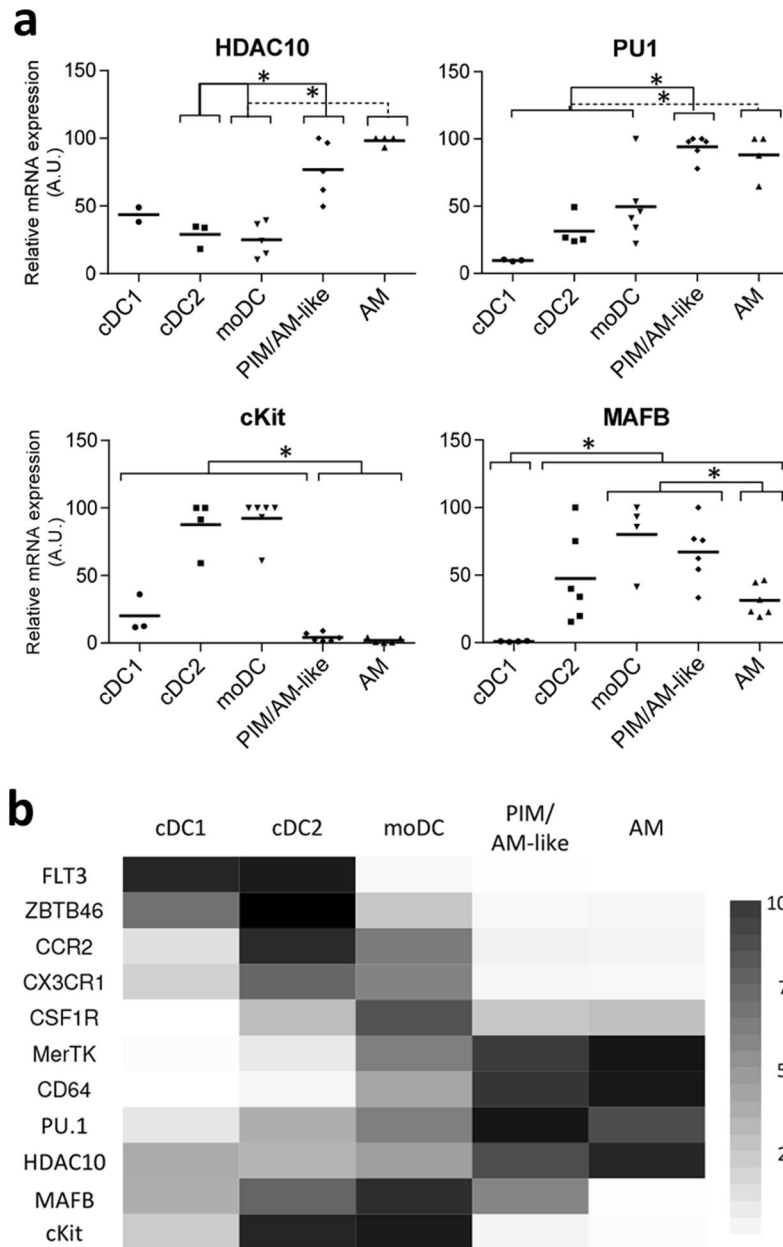 a
HDAC10
PU1
Relative mRNA expression
(A.U.)
150
100
50
0
*
*
cDC1
cDC2
moDC
PIM/AM-like
AM
150
100
50
0
*
*
cDC1
cDC2
moDC
PIM/AM-like
AM
cKit
MAFB
Relative mRNA expression
(A.U.)
150
100
50
0
*
cDC1
cDC2
moDC
PIM/AM-like
AM
150
100
50
0
*
*
cDC1
cDC2
moDC
PIM/AM-like
AM
b
cDC1 cDC2 moDC PIM/
AM-like AM
FLT3
ZBTB46
CCR2
CX3CR1
CSF1R
MerTK
CD64
PU.1
HDAC10
MAFB
cKit
10